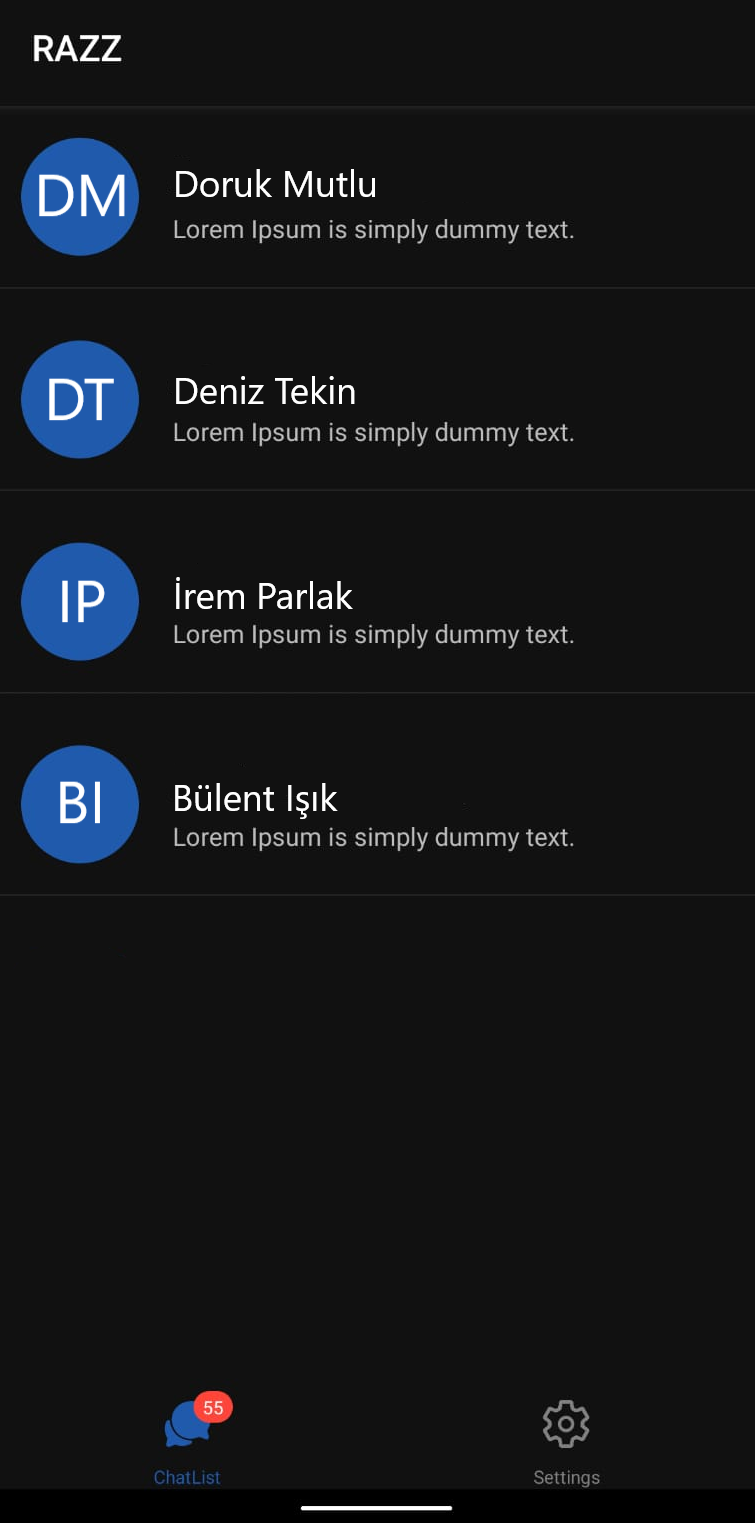 RAZZ
DM
Doruk Mutlu
Lorem Ipsum is simply dummy text.
DT
Deniz Tekin
Lorem Ipsum is simply dummy text.
IP
İrem Parlak
Lorem Ipsum is simply dummy text.
BI
Bülent Işık
Lorem Ipsum is simply dummy text.
55
ChatList
Settings